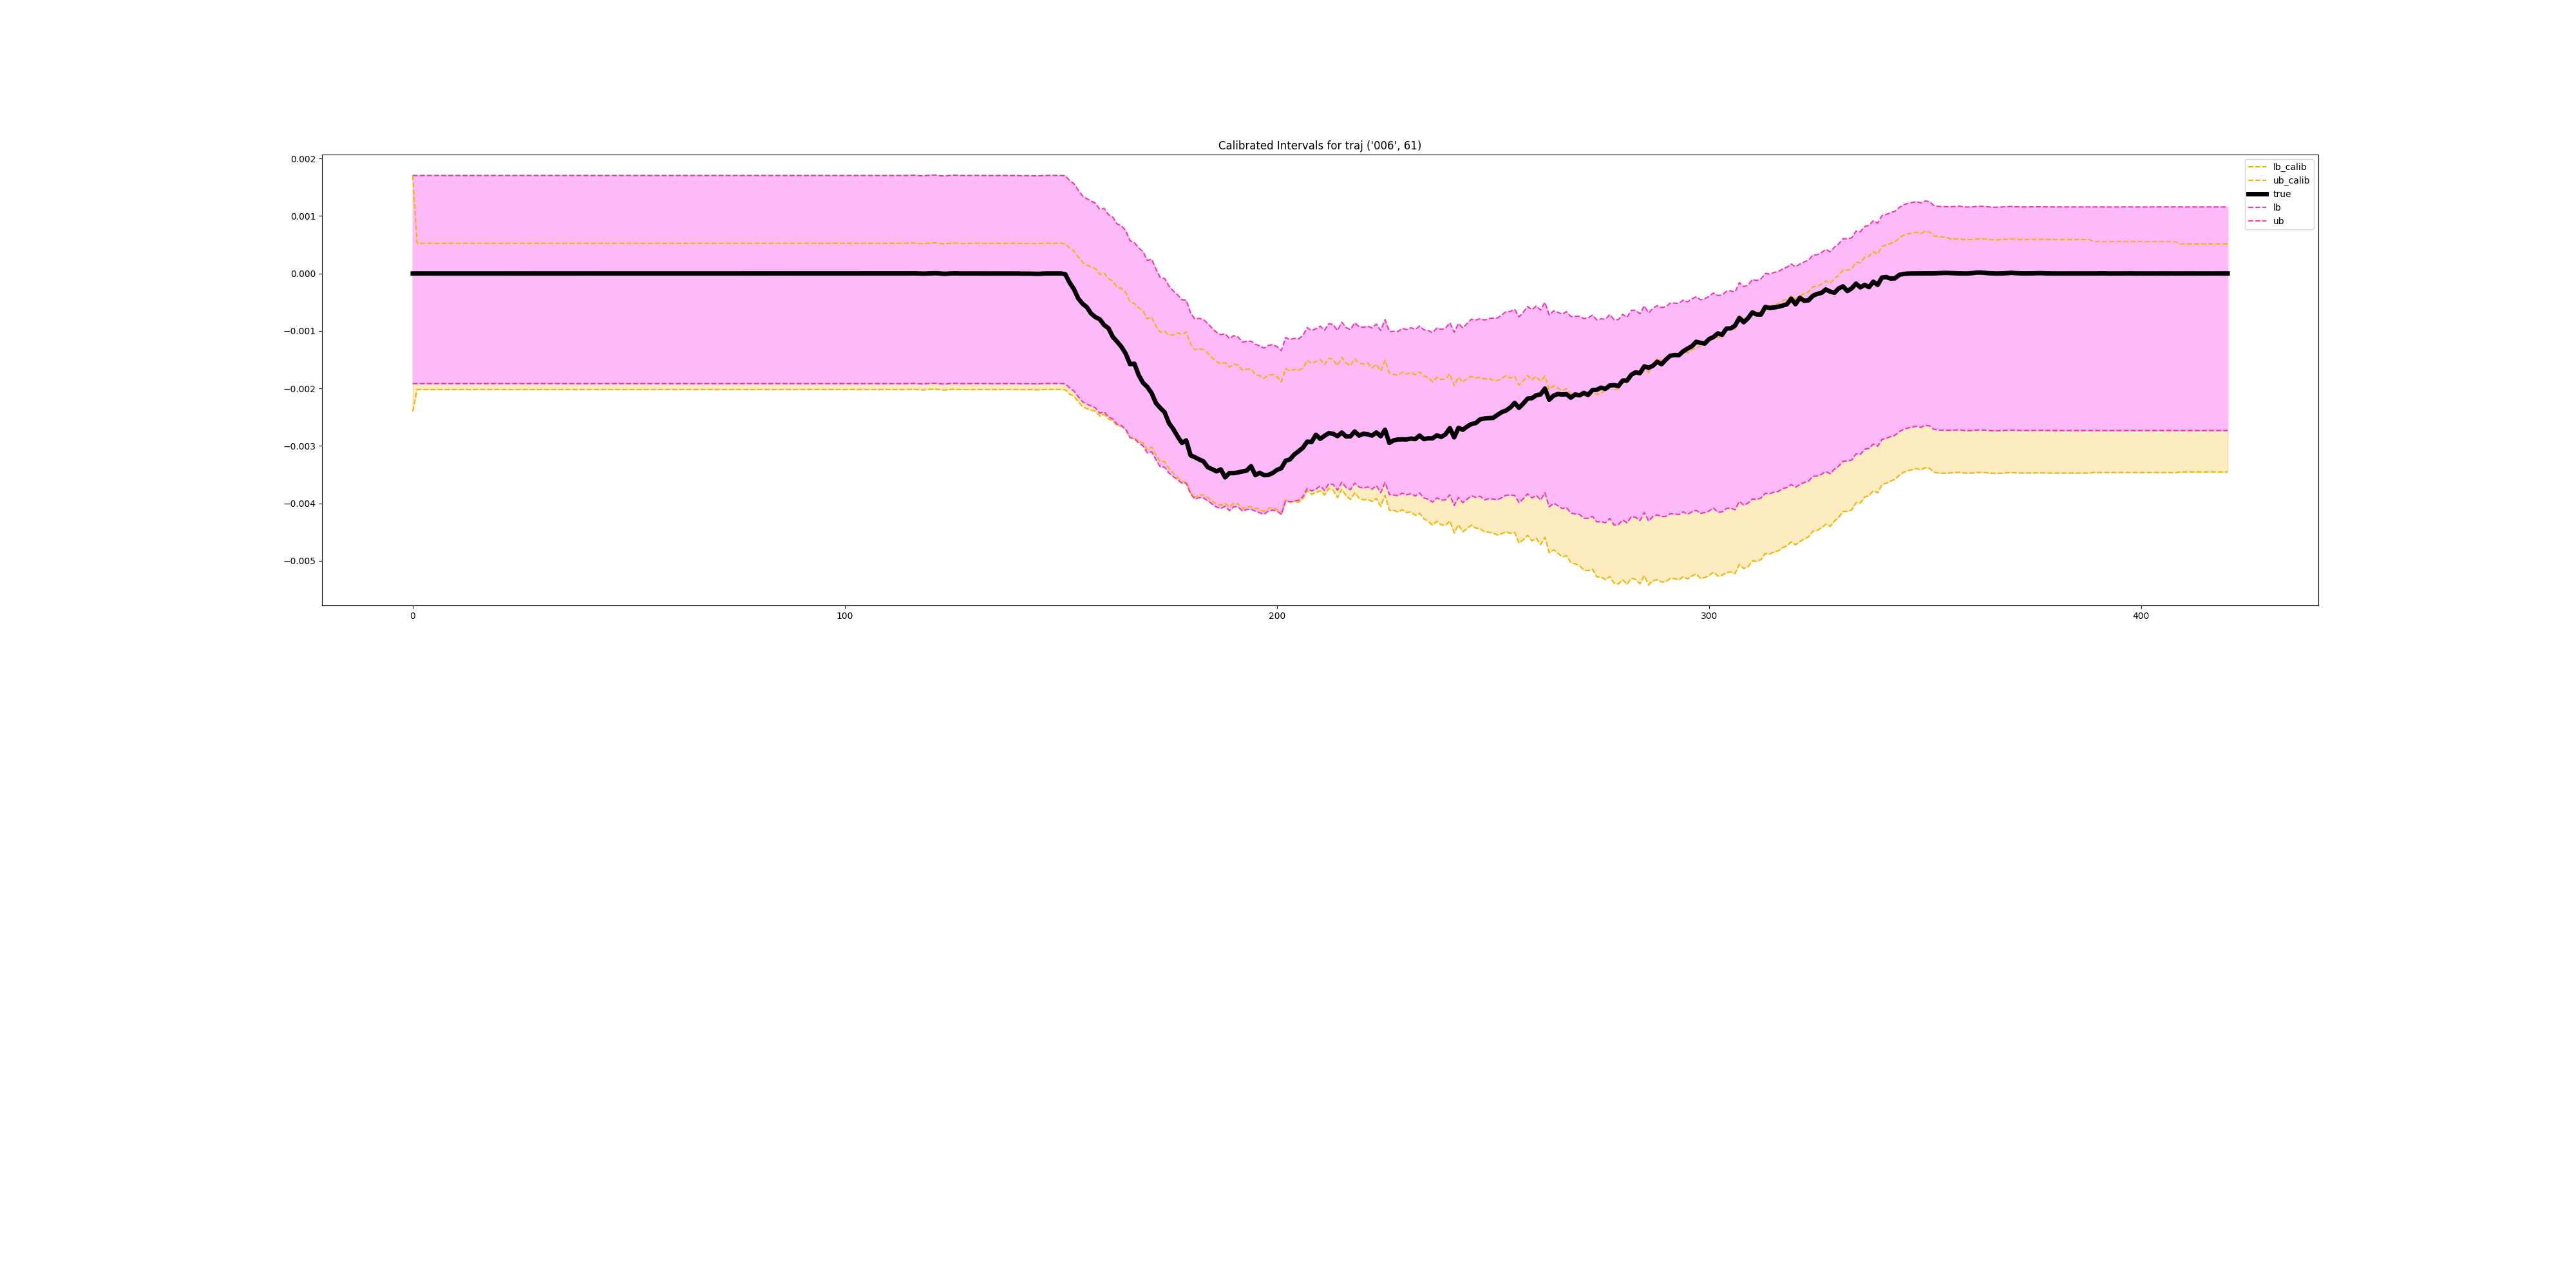 Calibrated Intervals for traj ('006', 61)
0.002
0.001
0.000
−0.001
−0.002
−0.003
−0.004
−0.005
0 100 200 300 400
lb_calib
ub_calib
true
lb
ub